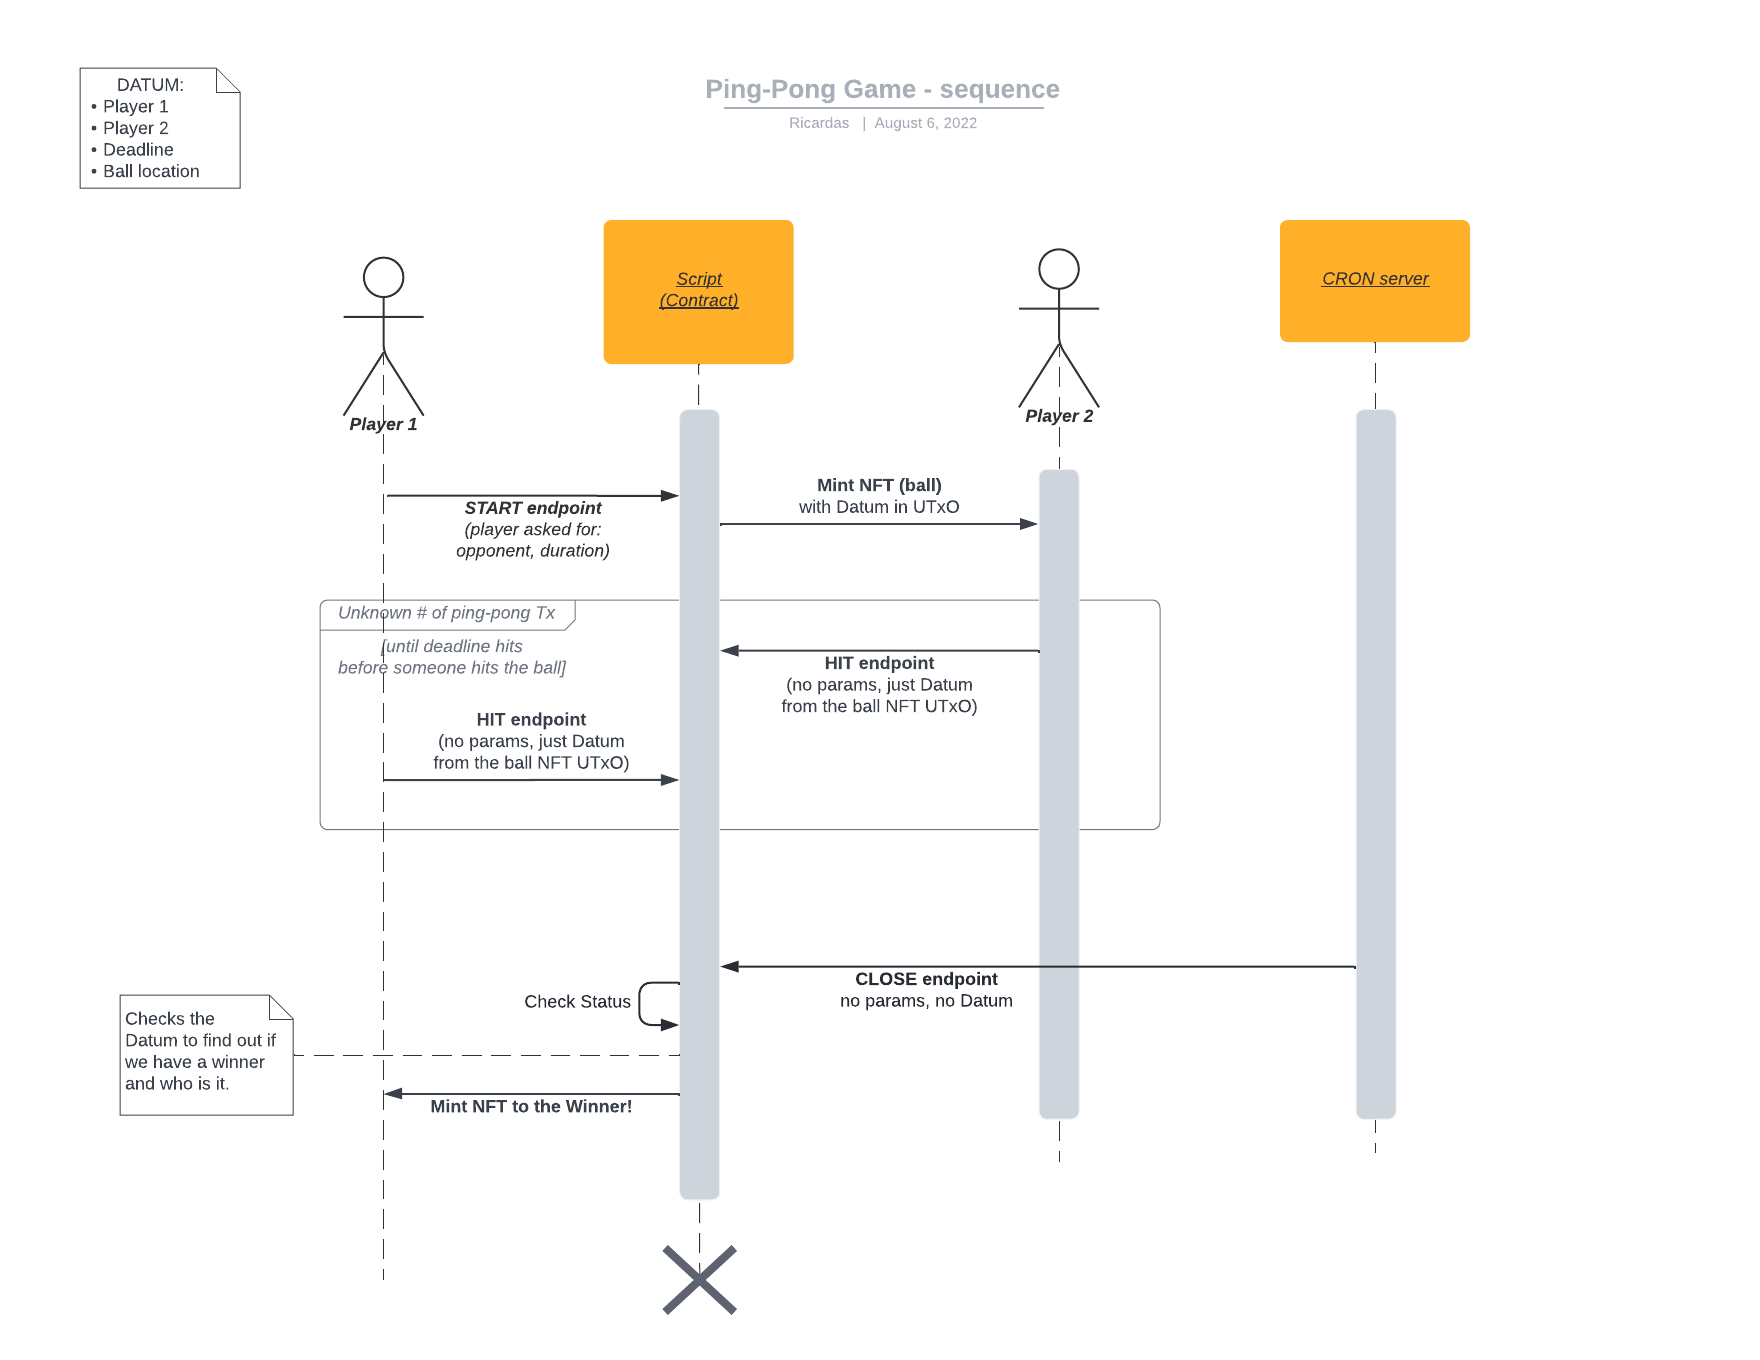 DATUM:
• Player 1
• Player 2
• Deadline
• Ball location
Ping-Pong Game - sequence
Ricardas | August 6, 2022
Script
(Contract)
CRON server
Player 1
Player 2
START endpoint
(player asked for:
opponent, duration)
Mint NFT (ball)
with Datum in UTxO
Unknown # of ping-pong Tx
[until deadline hits
before someone hits the ball]
HIT endpoint
(no params, just Datum
from the ball NFT UTxO)
HIT endpoint
(no params, just Datum
from the ball NFT UTxO)
CLOSE endpoint
no params, no Datum
Check Status
Checks the
Datum to find out if
we have a winner
and who is it.
Mint NFT to the Winner!